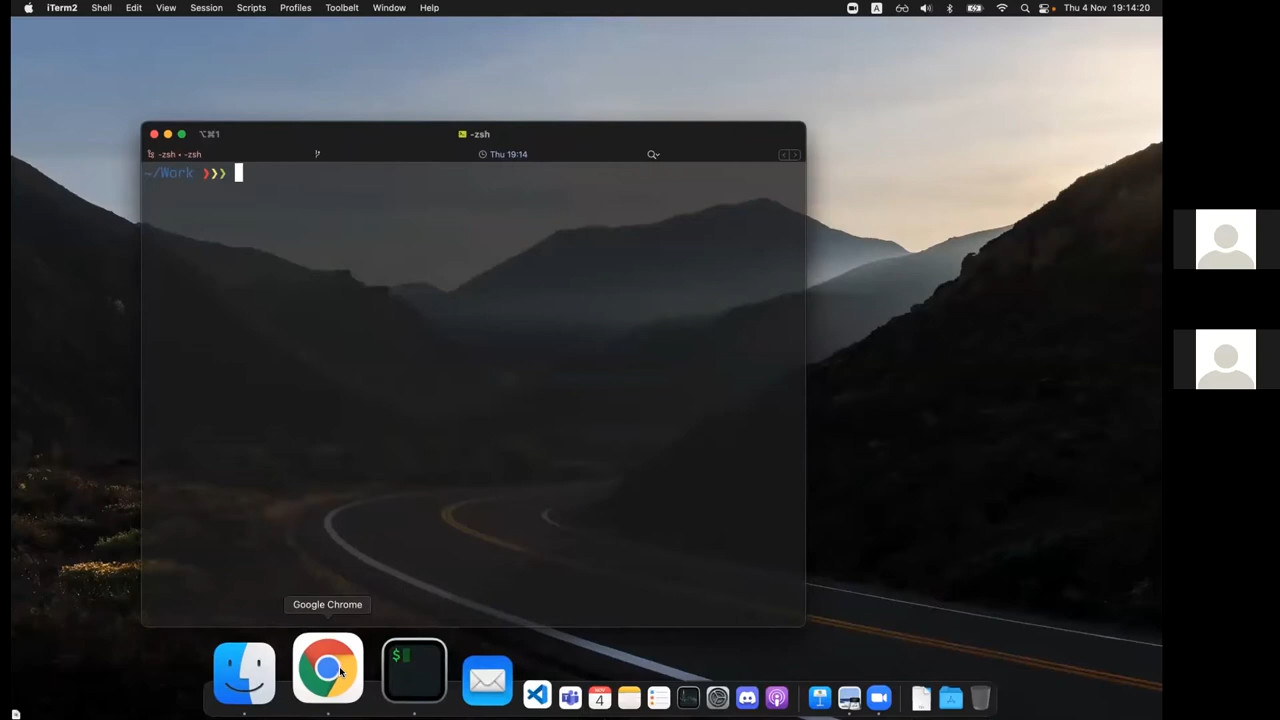 iTerm2 Shell Edit View Session Scripts Profiles Toolbelt Window Help A Thu 4 Nov 19:14:20
⌥⌘1 -zsh
-zsh • -zsh Thu 19:14
~/Work ❯❯❯
Google Chrome
$
4